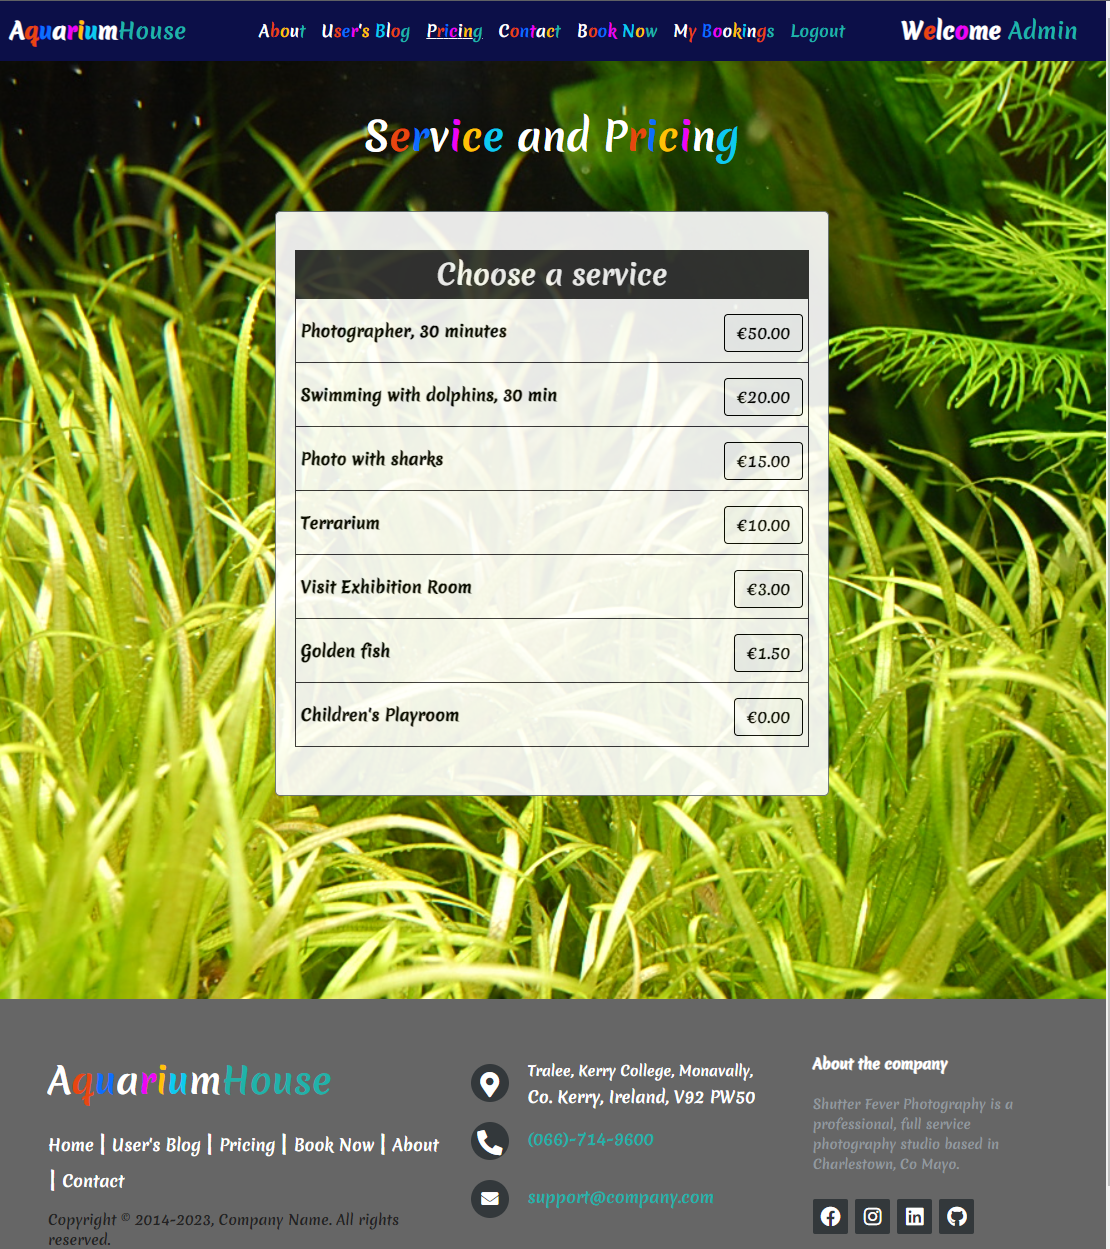 AquariumHouse About User's Blog Pricing Contact Book Now My Bookings Logout Welcome Admin
Service and Pricing
Choose a service
Photographer, 30 minutes €50.00
Swimming with dolphins, 30 min €20.00
Photo with sharks €15.00
Terrarium €10.00
Visit Exhibition Room €3.00
Golden fish €1.50
Children's Playroom €0.00
AquariumHouse
Home | User's Blog | Pricing | Book Now | About
| Contact
Copyright © 2014-2023, Company Name. All rights
reserved.
Tralee, Kerry College, Monavally,
Co. Kerry, Ireland, V92 PW50
(066)-714-9600
support@company.com
About the company
Shutter Fever Photography is a
professional, full service
photography studio based in
Charlestown, Co Mayo.